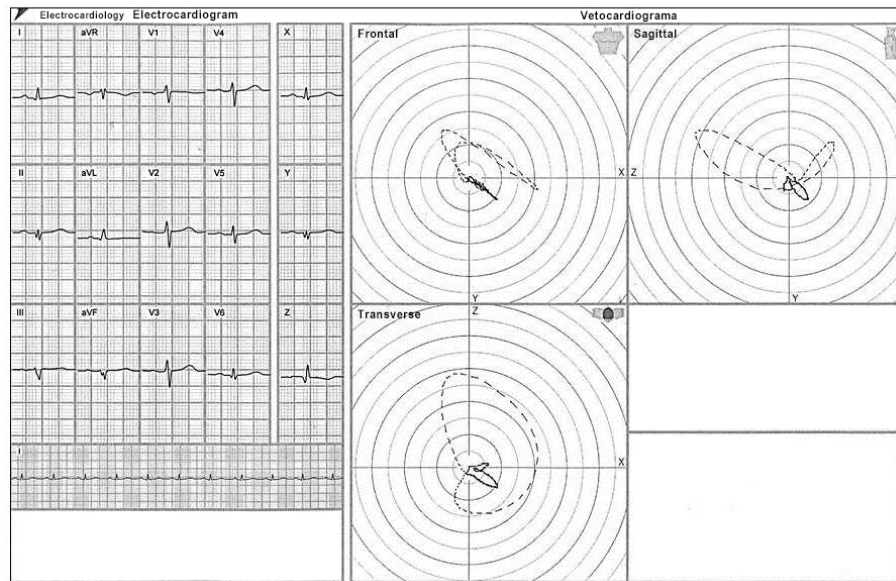 Electrocardiology Electrocardiogram
Vetocardiograma
I aVR V1 V4 X
II aVL V2 V5 Y
III aVF V3 V6 Z
I
Frontal
X
Y
Sagittal
Z
Y
Transverse
Z
X